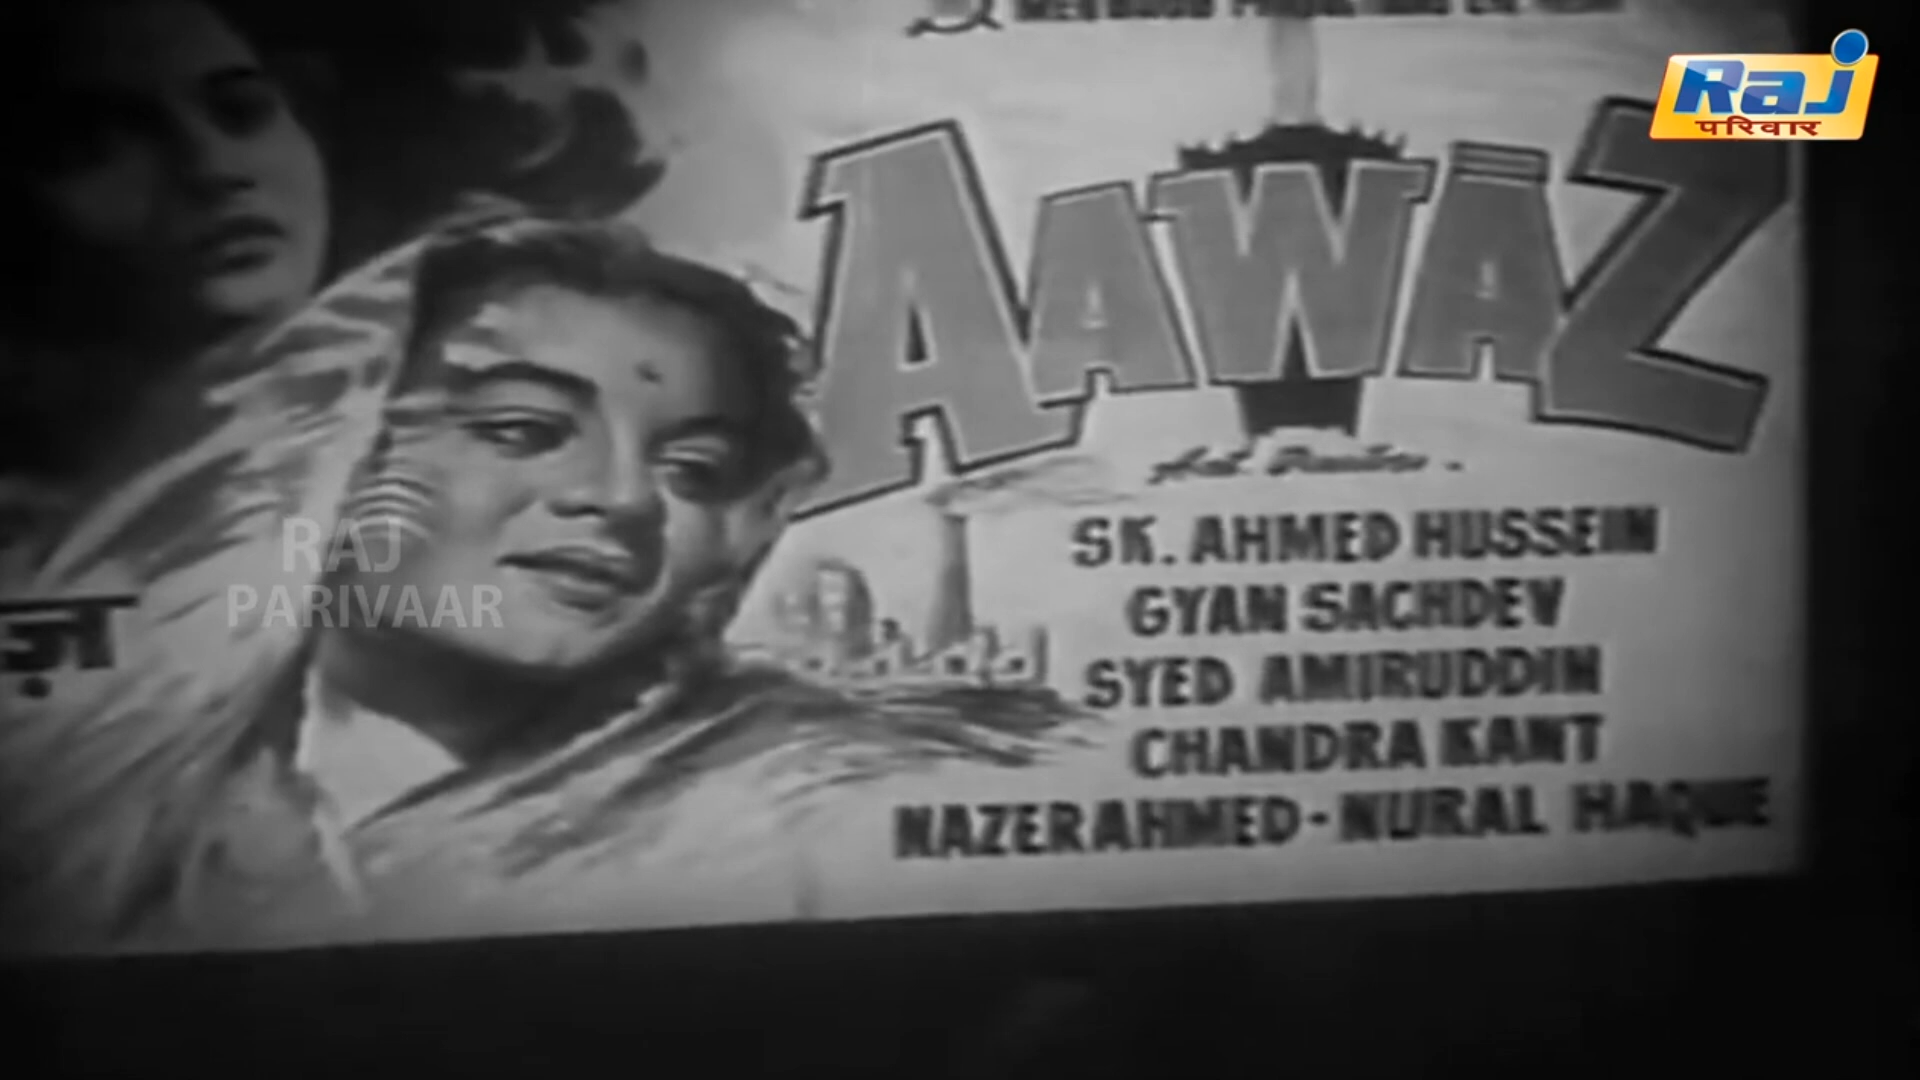 Raj
परिवार
AAWAZ
SK. AHMED HUSSEIN
GYAN SACHDEV
SYED AMIRUDDIN
CHANDRA KANT
NAZERAHMED-NURAL HAQUE
RAJ
PARIVAAR